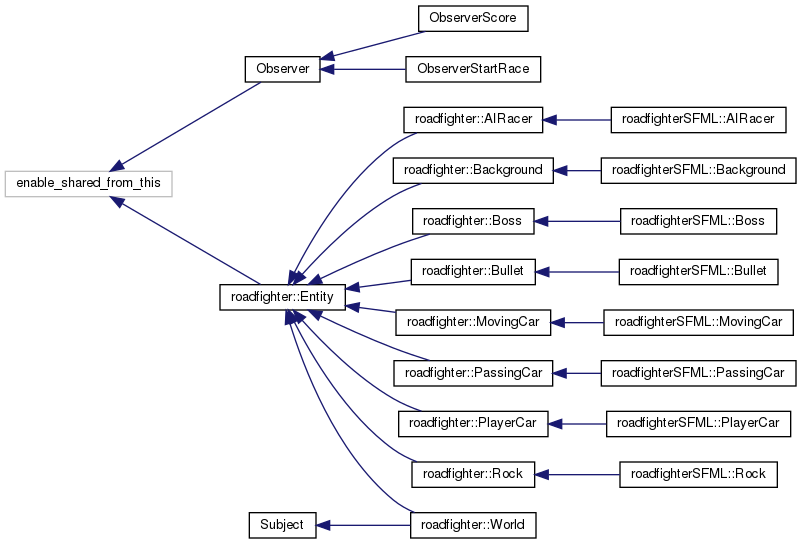 ObserverScore
Observer
ObserverStartRace
roadfighter::AIRacer
roadfighterSFML::AIRacer
roadfighter::Background
roadfighterSFML::Background
enable_shared_from_this
roadfighter::Boss
roadfighterSFML::Boss
roadfighter::Bullet
roadfighterSFML::Bullet
roadfighter::Entity
roadfighter::MovingCar
roadfighterSFML::MovingCar
roadfighter::PassingCar
roadfighterSFML::PassingCar
roadfighter::PlayerCar
roadfighterSFML::PlayerCar
roadfighter::Rock
roadfighterSFML::Rock
Subject
roadfighter::World